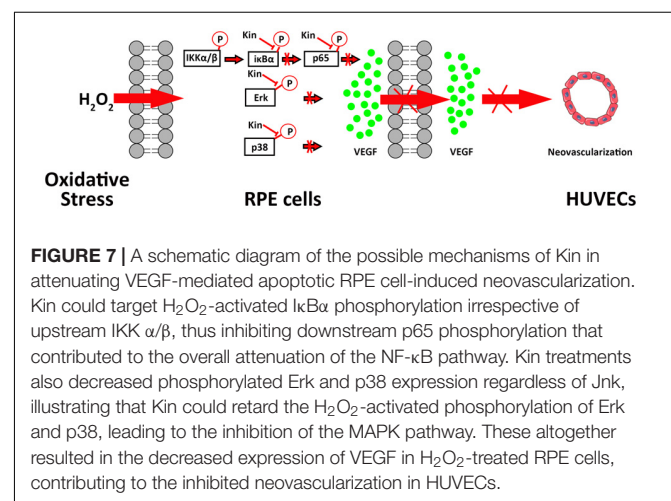 P
Kin P
Kin P
IKKα/β
iκBα
p65
H₂O₂
Kin
P
Erk
Kin
P
p38
VEGF
VEGF
Neovascularization
Oxidative
Stress
RPE cells
HUVECs
FIGURE 7 | A schematic diagram of the possible mechanisms of Kin in
attenuating VEGF-mediated apoptotic RPE cell-induced neovascularization.
Kin could target H₂O₂-activated IκBα phosphorylation irrespective of
upstream IKK α/β, thus inhibiting downstream p65 phosphorylation that
contributed to the overall attenuation of the NF-κB pathway. Kin treatments
also decreased phosphorylated Erk and p38 expression regardless of Jnk,
illustrating that Kin could retard the H₂O₂-activated phosphorylation of Erk
and p38, leading to the inhibition of the MAPK pathway. These altogether
resulted in the decreased expression of VEGF in H₂O₂-treated RPE cells,
contributing to the inhibited neovascularization in HUVECs.